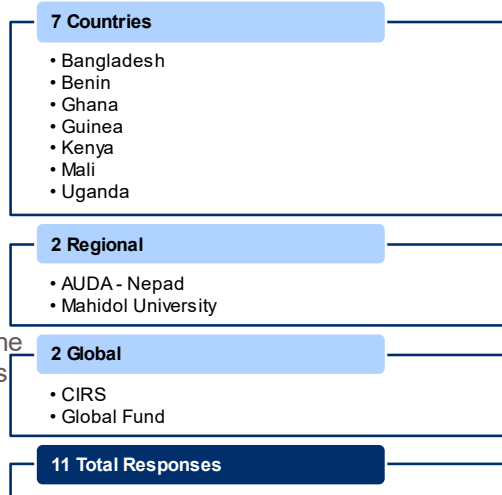 7 Countries
• Bangladesh
• Benin
• Ghana
• Guinea
• Kenya
• Mali
• Uganda
2 Regional
• AUDA - Nepad
• Mahidol University
2 Global
• CIRS
• Global Fund
11 Total Responses